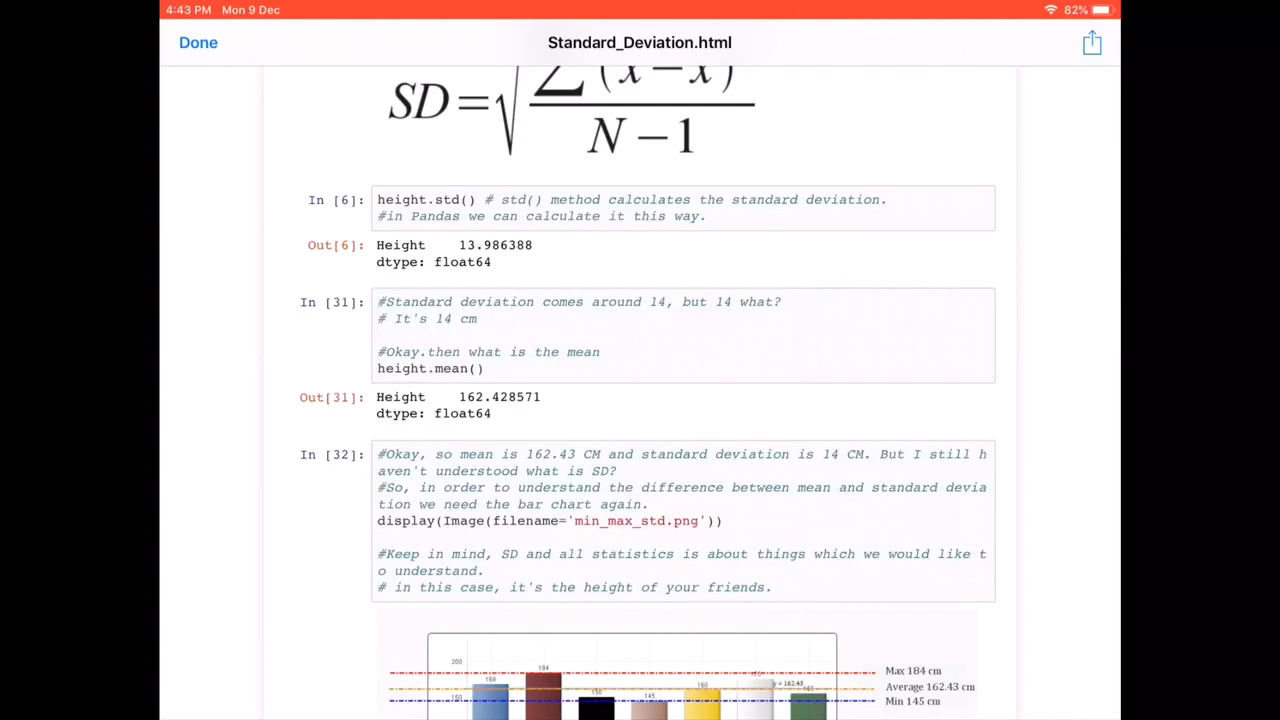 4:43 PM Mon 9 Dec 82%
Done Standard_Deviation.html
SD = √ ∑ (x − x)
N − 1
In [6]: height.std() # std() method calculates the standard deviation.
#in Pandas we can calculate it this way.
Out[6]: Height 13.986388
dtype: float64
In [31]: #Standard deviation comes around 14, but 14 what?
# It's 14 cm
#Okay.then what is the mean
height.mean()
Out[31]: Height 162.428571
dtype: float64
In [32]: #Okay, so mean is 162.43 CM and standard deviation is 14 CM. But I still h
aven't understood what is SD?
#So, in order to understand the difference between mean and standard devia
tion we need the bar chart again.
display(Image(filename='min_max_std.png'))
#Keep in mind, SD and all statistics is about things which we would like t
o understand.
# in this case, it's the height of your friends.
200
184
Max 184 cm
150
145
160
y = 162.43
Average 162.43 cm
Min 145 cm